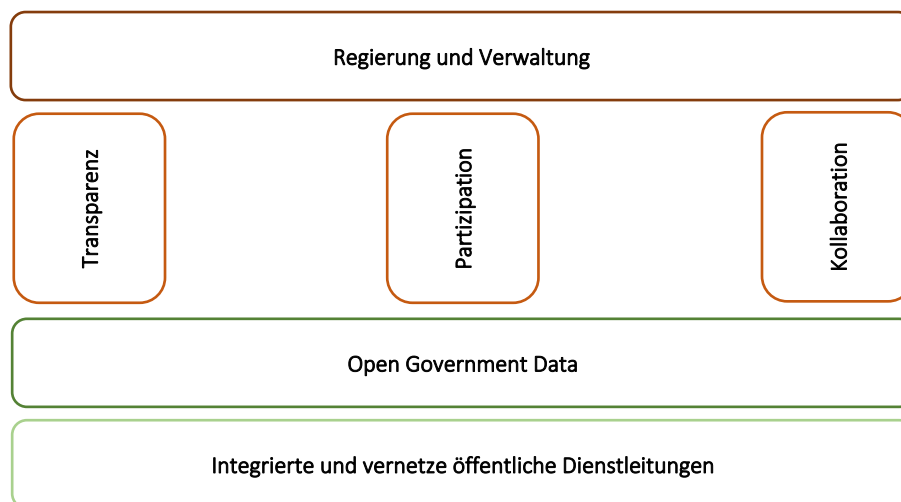 Regierung und Verwaltung
Transparenz
Partizipation
Kollaboration
Open Government Data
Integrierte und vernetze öffentliche Dienstleitungen